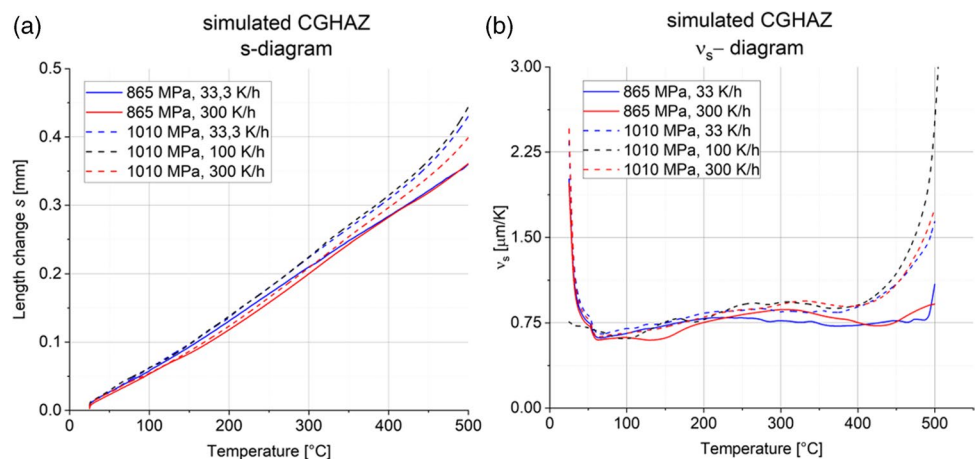 (a)
simulated CGHAZ
s-diagram
0.5
0.4
0.3
0.2
0.1
0.0
Length change s [mm]
865 MPa, 33,3 K/h
865 MPa, 300 K/h
1010 MPa, 33,3 K/h
1010 MPa, 100 K/h
1010 MPa, 300 K/h
0 100 200 300 400 500
Temperature [°C]
(b)
simulated CGHAZ
νs– diagram
3.00
2.25
1.50
0.75
0.00
νs [µm/K]
865 MPa, 33 K/h
865 MPa, 300 K/h
1010 MPa, 33 K/h
1010 MPa, 100 K/h
1010 MPa, 300 K/h
0 100 200 300 400 500
Temperature [°C]